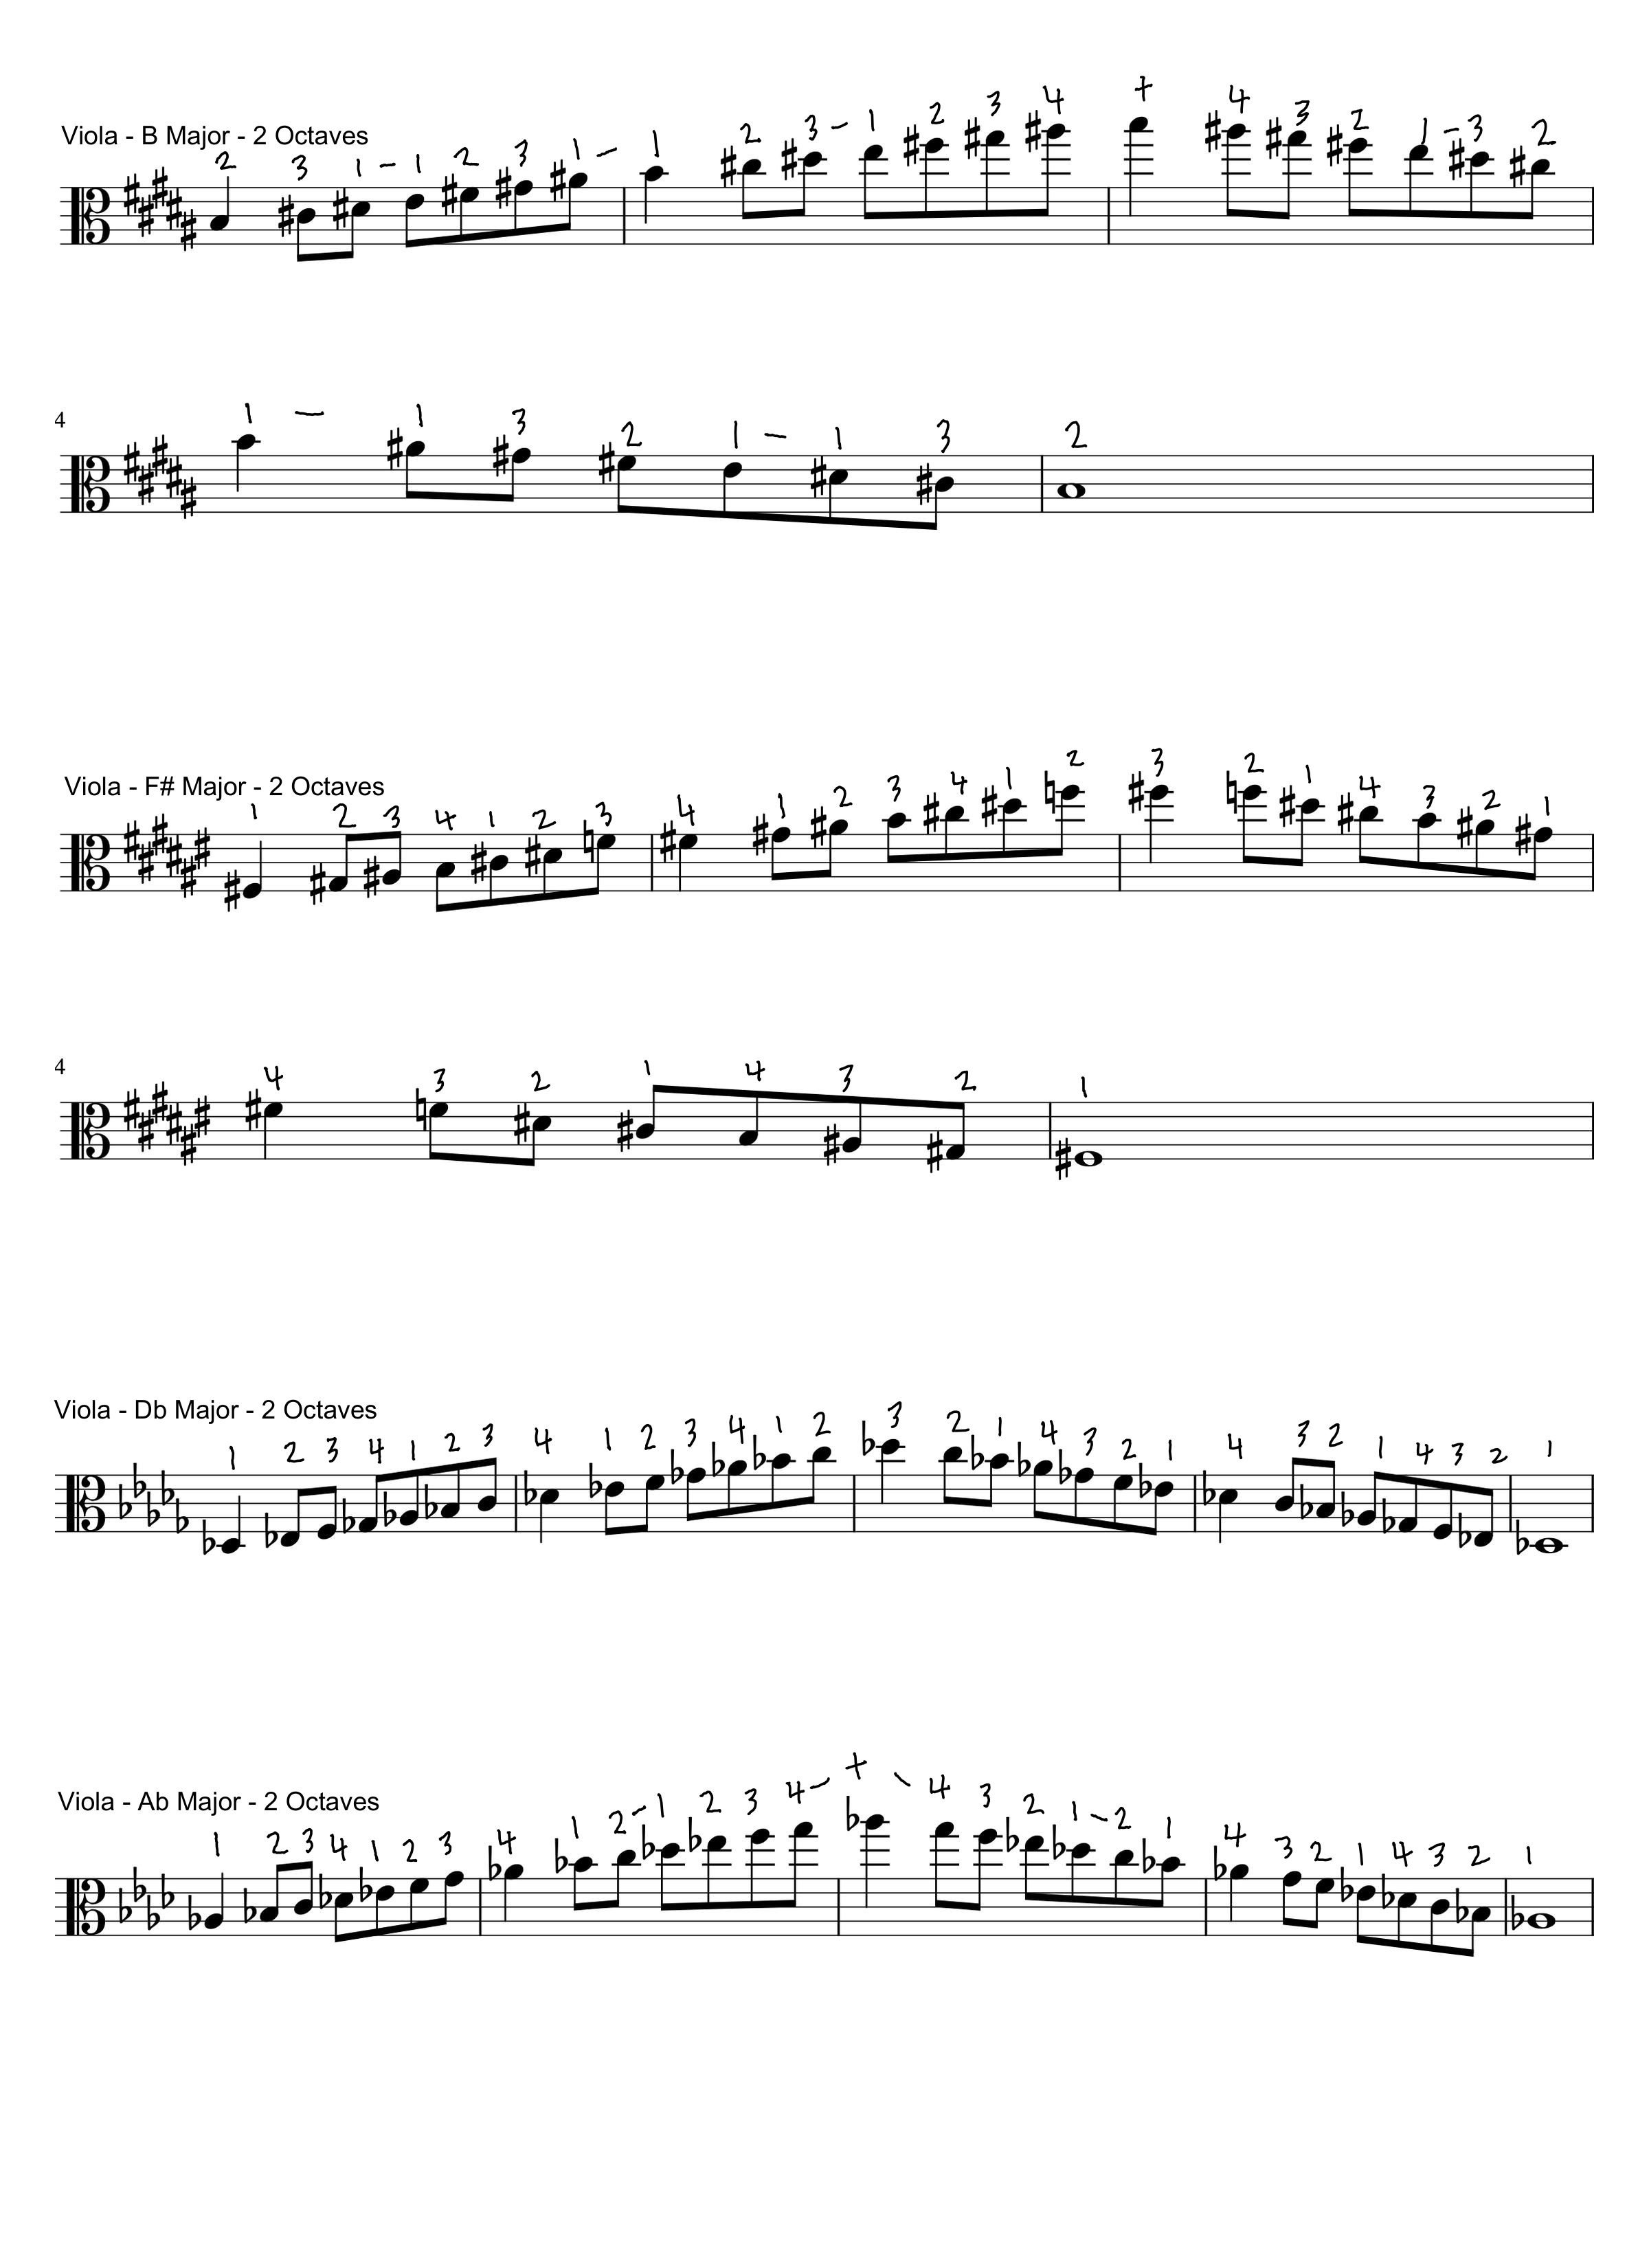 Viola - B Major - 2 Octaves
2 3 1 - 1 2 3 1 - 1 2 3 - 1 2 3 4 + 4 3 2 1 - 3 2
4
1 - 1 3 2 1 - 1 3 2
Viola - F# Major - 2 Octaves
1 2 3 4 1 2 3 4 1 2 3 4 1 2 3 2 1 4 3 2 1
4
4 3 2 1 4 3 2 1
Viola - Db Major - 2 Octaves
1 2 3 4 1 2 3 4 1 2 3 4 1 2 3 2 1 4 3 2 1 4 3 2 1 4 3 2 1
Viola - Ab Major - 2 Octaves
1 2 3 4 1 2 3 4 1 2 - 1 2 3 4 - + - 4 3 2 1 - 2 1 4 3 2 1 4 3 2 1